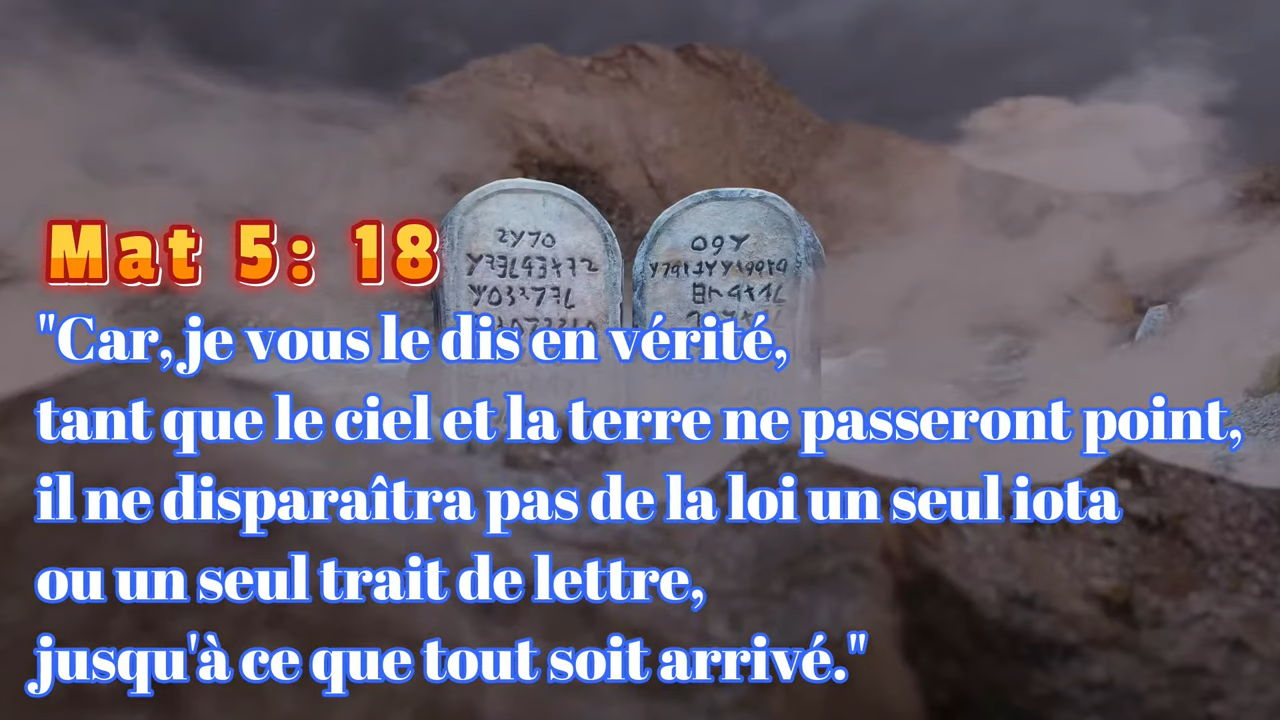 Mat 5: 18
"Car, je vous le dis en vérité,
tant que le ciel et la terre ne passeront point,
il ne disparaîtra pas de la loi un seul iota
ou un seul trait de lettre,
jusqu'à ce que tout soit arrivé."